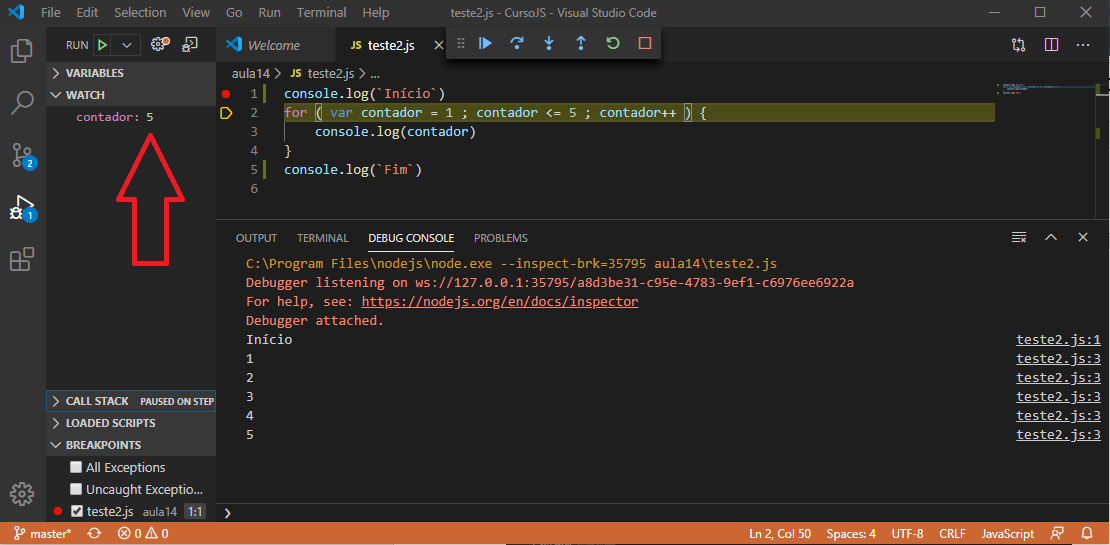 File Edit Selection View Go Run Terminal Help teste2.js - CursoJS - Visual Studio Code
RUN
Welcome
JS teste2.js
aula14 > JS teste2.js > ...
VARIABLES
WATCH
contador: 5
1 console.log(`Início`)
2 for ( var contador = 1 ; contador <= 5 ; contador++ ) {
3 console.log(contador)
4 }
5 console.log(`Fim`)
6
2
1
OUTPUT TERMINAL DEBUG CONSOLE PROBLEMS
C:\Program Files\nodejs\node.exe --inspect-brk=35795 aula14\teste2.js
Debugger listening on ws://127.0.0.1:35795/a8d3be31-c95e-4783-9ef1-c6976ee6922a
For help, see: https://nodejs.org/en/docs/inspector
Debugger attached.
Início teste2.js:1
1 teste2.js:3
2 teste2.js:3
3 teste2.js:3
4 teste2.js:3
5 teste2.js:3
CALL STACK PAUSED ON STEP
LOADED SCRIPTS
BREAKPOINTS
All Exceptions
Uncaught Exceptio...
teste2.js aula14 1:1
master* 0 0 Ln 2, Col 50 Spaces: 4 UTF-8 CRLF JavaScript